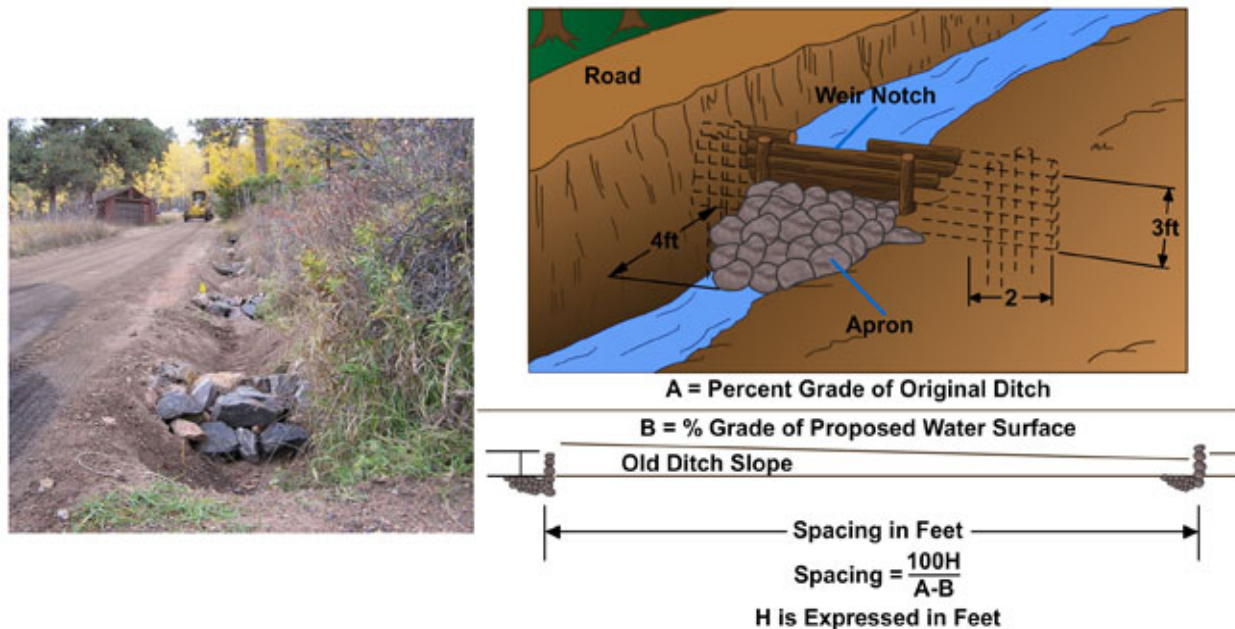 Road
Weir Notch
4ft
3ft
2
Apron
A = Percent Grade of Original Ditch
B = % Grade of Proposed Water Surface
Old Ditch Slope
Spacing in Feet
Spacing = 100H
A-B
H is Expressed in Feet